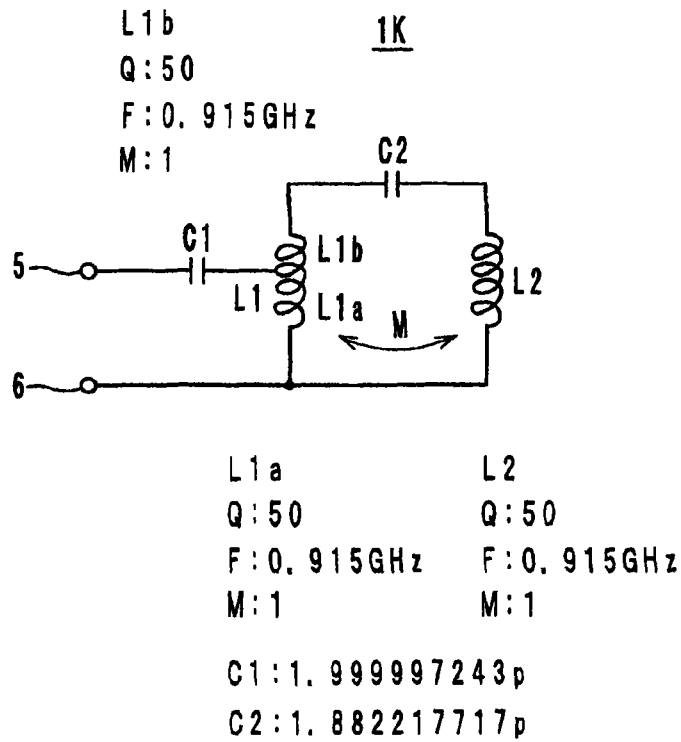 L1b
1K
Q:50
F:0.915GHz
M:1
C2
C1
L1b
5
L1
L2
L1a
M
6
L1a
Q:50
F:0.915GHz
M:1
L2
Q:50
F:0.915GHz
M:1
C1:1.999997243p
C2:1.882217717p